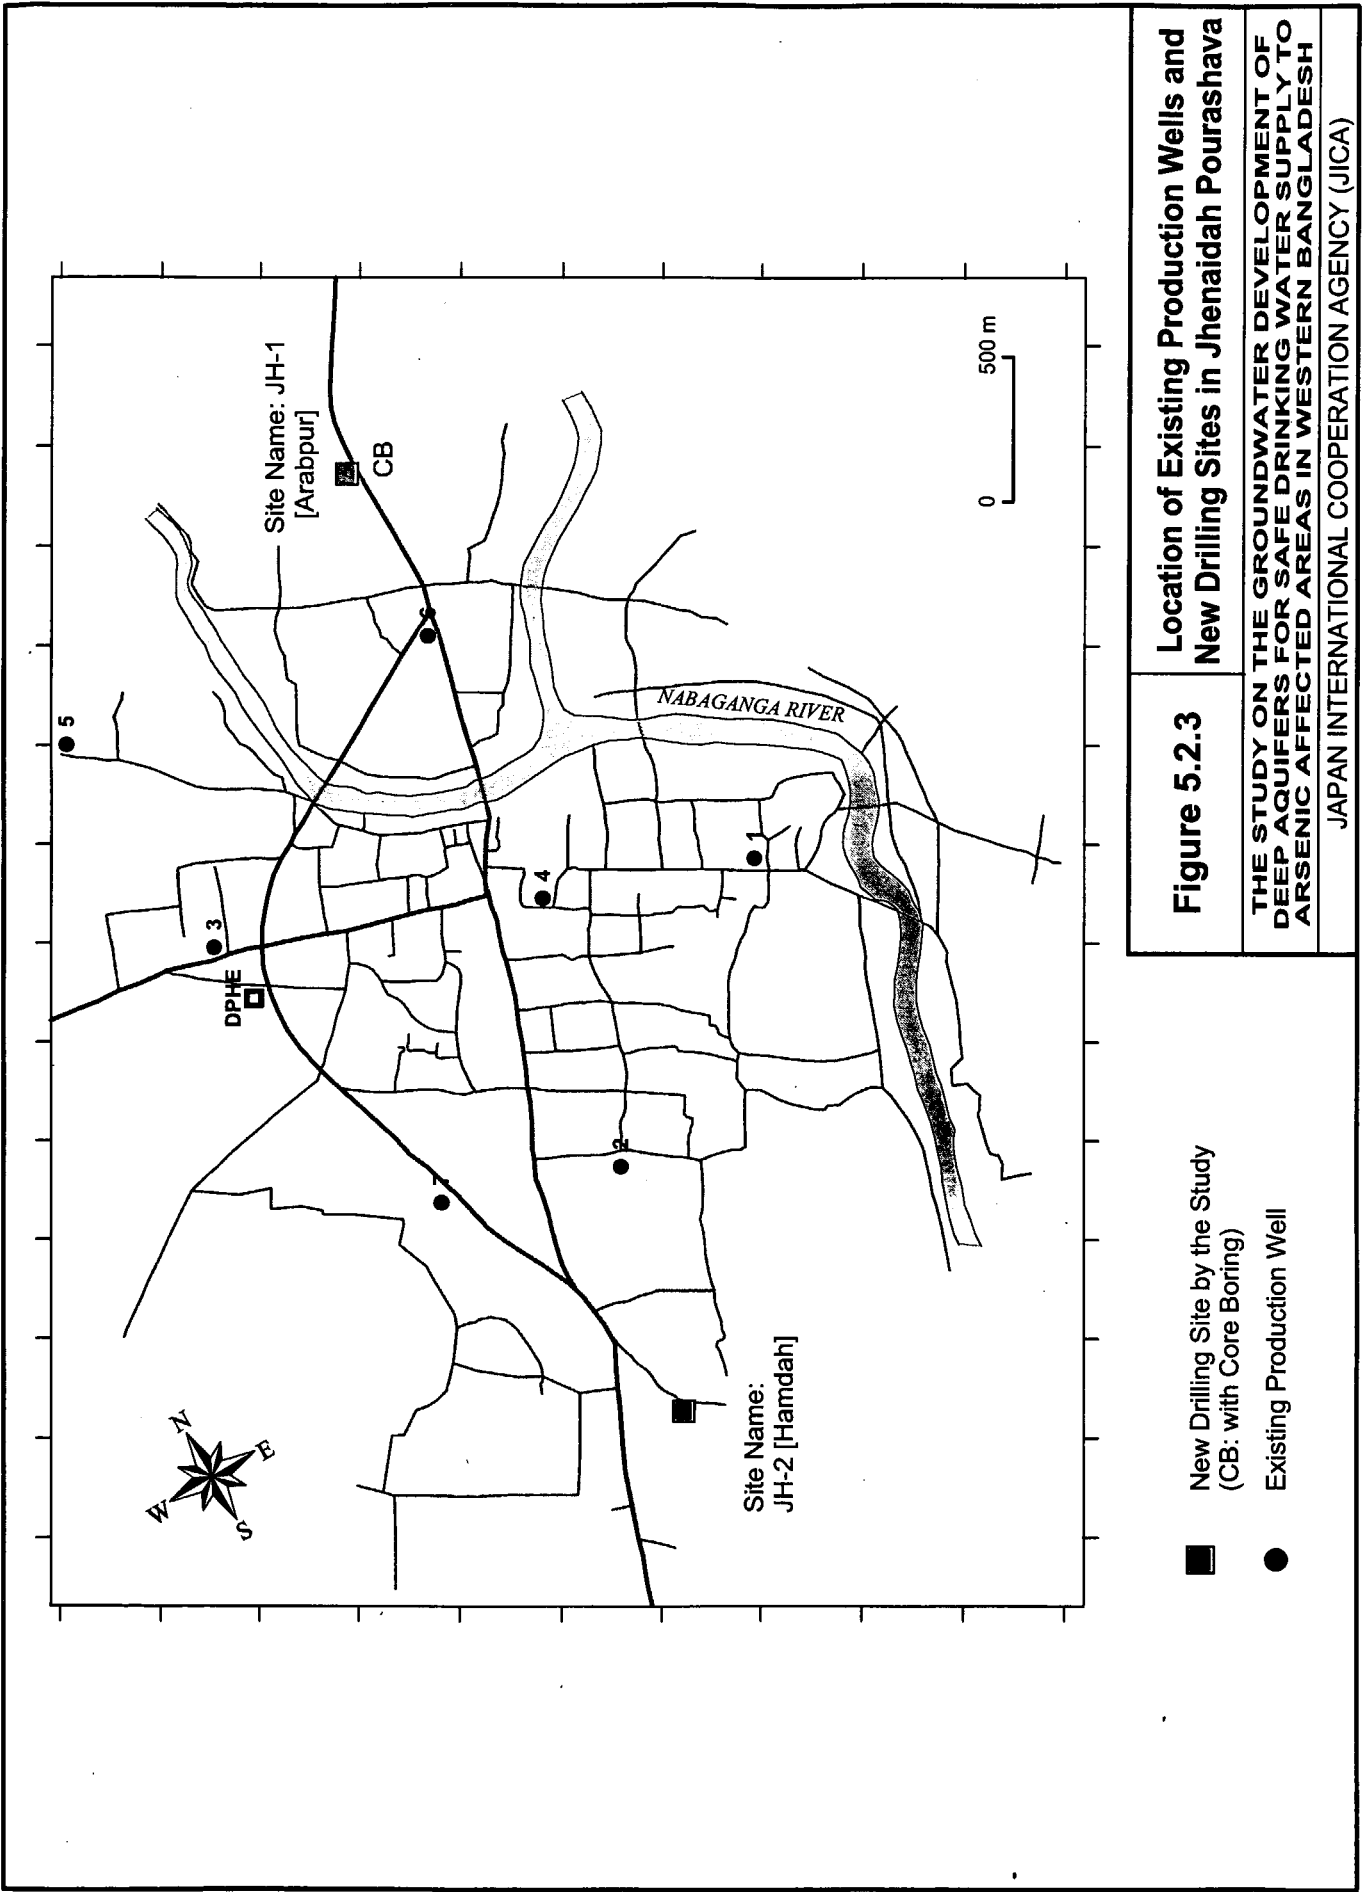 Site Name: JH-1
[Arabpur]
CB
5
6
3
DPHE
4
1
7
2
NABAGANGA RIVER
0
500 m
N
E
W
S
Site Name:
JH-2 [Hamdah]
New Drilling Site by the Study
(CB: with Core Boring)
Existing Production Well
Figure 5.2.3
Location of Existing Production Wells and
New Drilling Sites in Jhenaidah Pourashava
THE STUDY ON THE GROUNDWATER DEVELOPMENT OF
DEEP AQUIFERS FOR SAFE DRINKING WATER SUPPLY TO
ARSENIC AFFECTED AREAS IN WESTERN BANGLADESH
JAPAN INTERNATIONAL COOPERATION AGENCY (JICA)